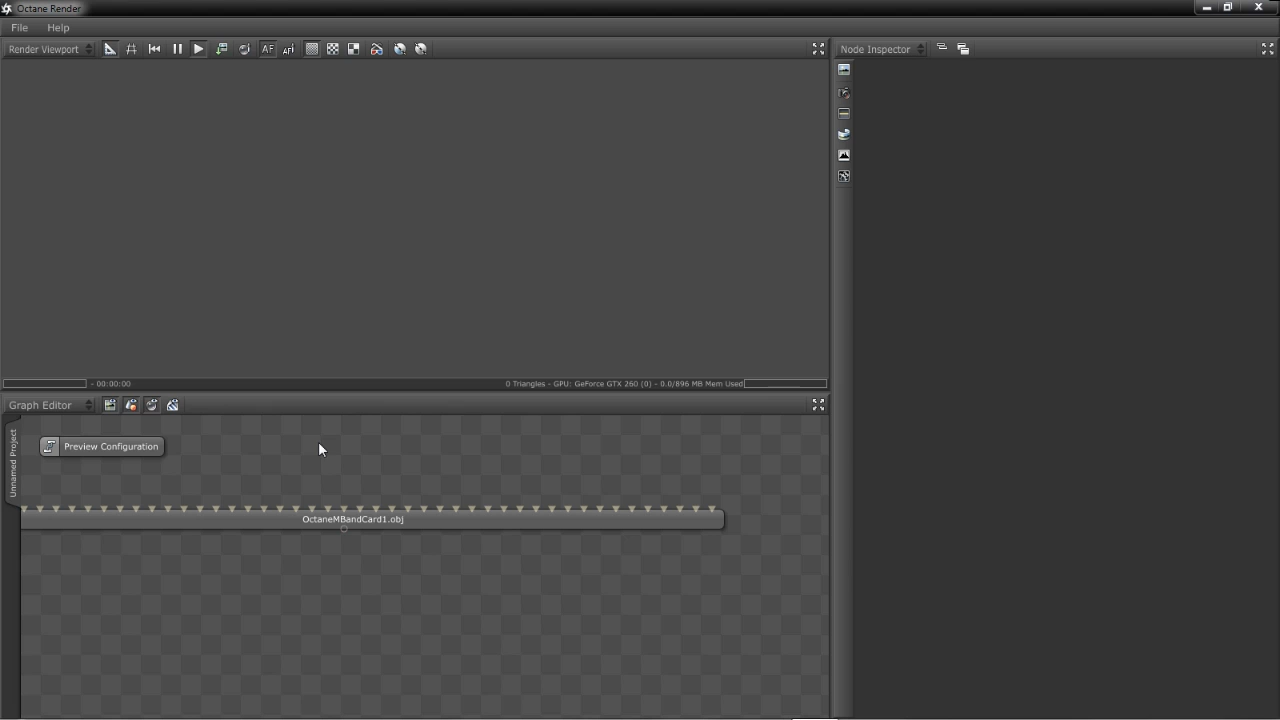 Octane Render
File Help
Render Viewport AF
Node Inspector
- 00:00:00
0 Triangles - GPU: GeForce GTX 260 (0) - 0.0/896 MB Mem Used
Graph Editor
Unnamed Project
Preview Configuration
OctaneMBandCard1.obj